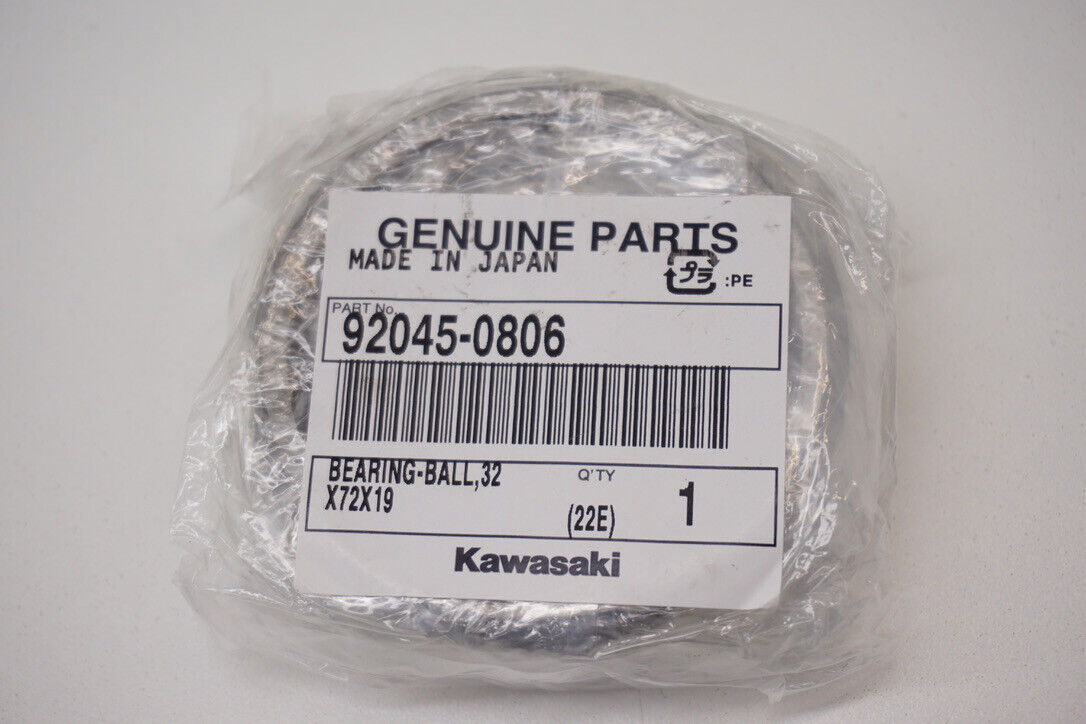 GENUINE PARTS
MADE IN JAPAN
プラ :PE
PART No.
92045-0806
BEARING-BALL,32
X72X19
Q'TY
(22E)
1
Kawasaki